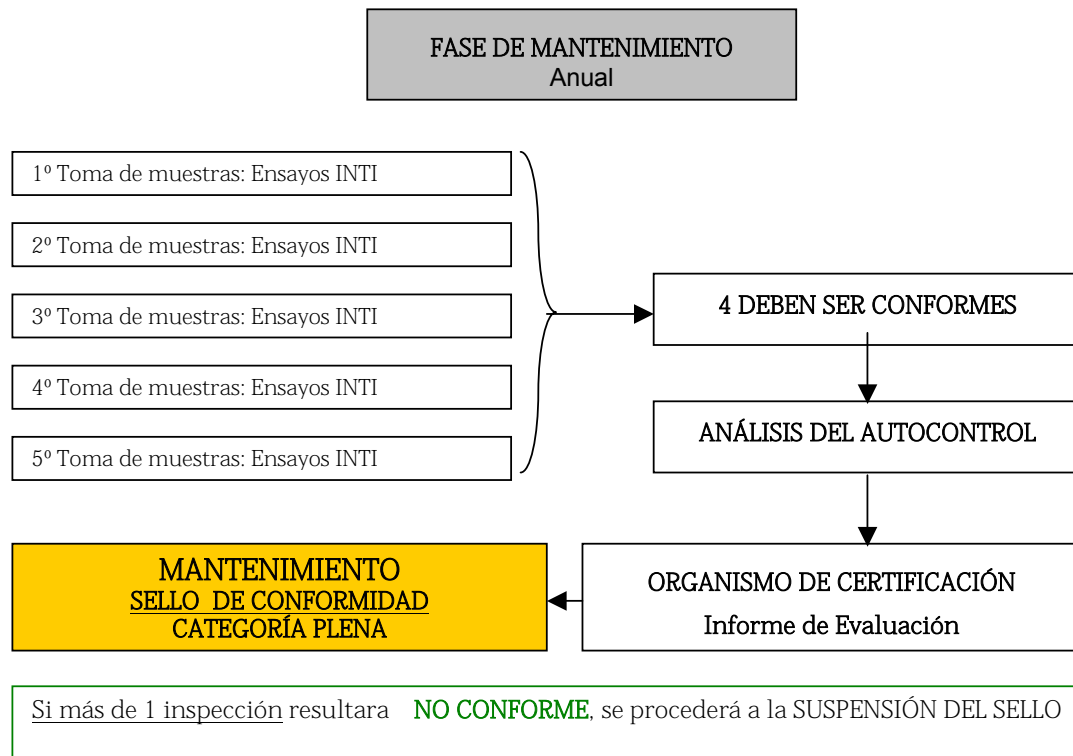 FASE DE MANTENIMIENTO
Anual
1º Toma de muestras: Ensayos INTI
2º Toma de muestras: Ensayos INTI
3º Toma de muestras: Ensayos INTI
4º Toma de muestras: Ensayos INTI
5º Toma de muestras: Ensayos INTI
4 DEBEN SER CONFORMES
ANÁLISIS DEL AUTOCONTROL
ORGANISMO DE CERTIFICACIÓN
Informe de Evaluación
MANTENIMIENTO
SELLO DE CONFORMIDAD
CATEGORÍA PLENA
Si más de 1 inspección resultara NO CONFORME, se procederá a la SUSPENSIÓN DEL SELLO